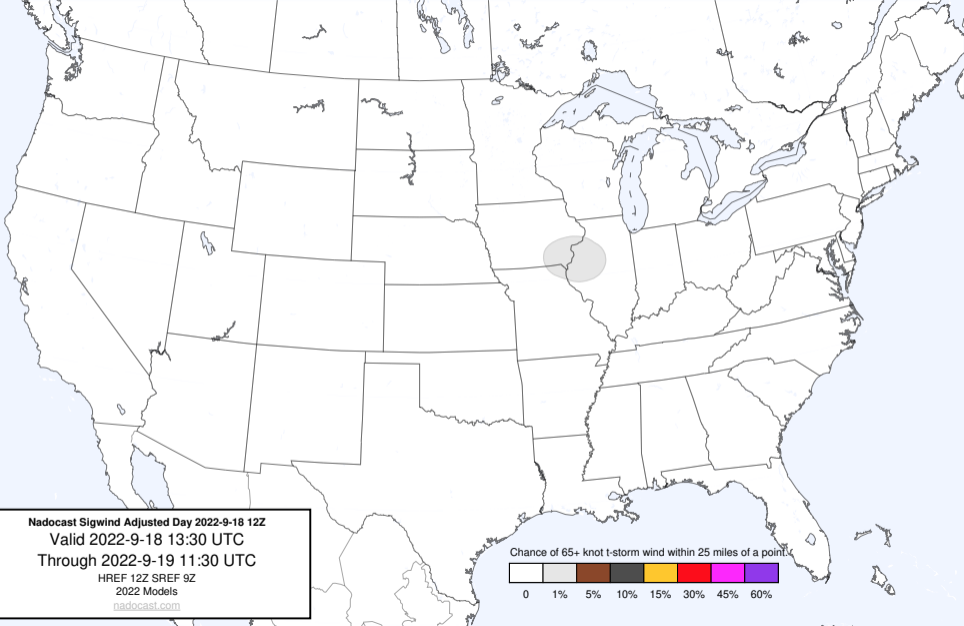 Nadocast Sigwind Adjusted Day 2022-9-18 12Z
Valid 2022-9-18 13:30 UTC
Through 2022-9-19 11:30 UTC
HREF 12Z SREF 9Z
2022 Models
nadocast.com
Chance of 65+ knot t-storm wind within 25 miles of a point.
0 1% 5% 10% 15% 30% 45% 60%